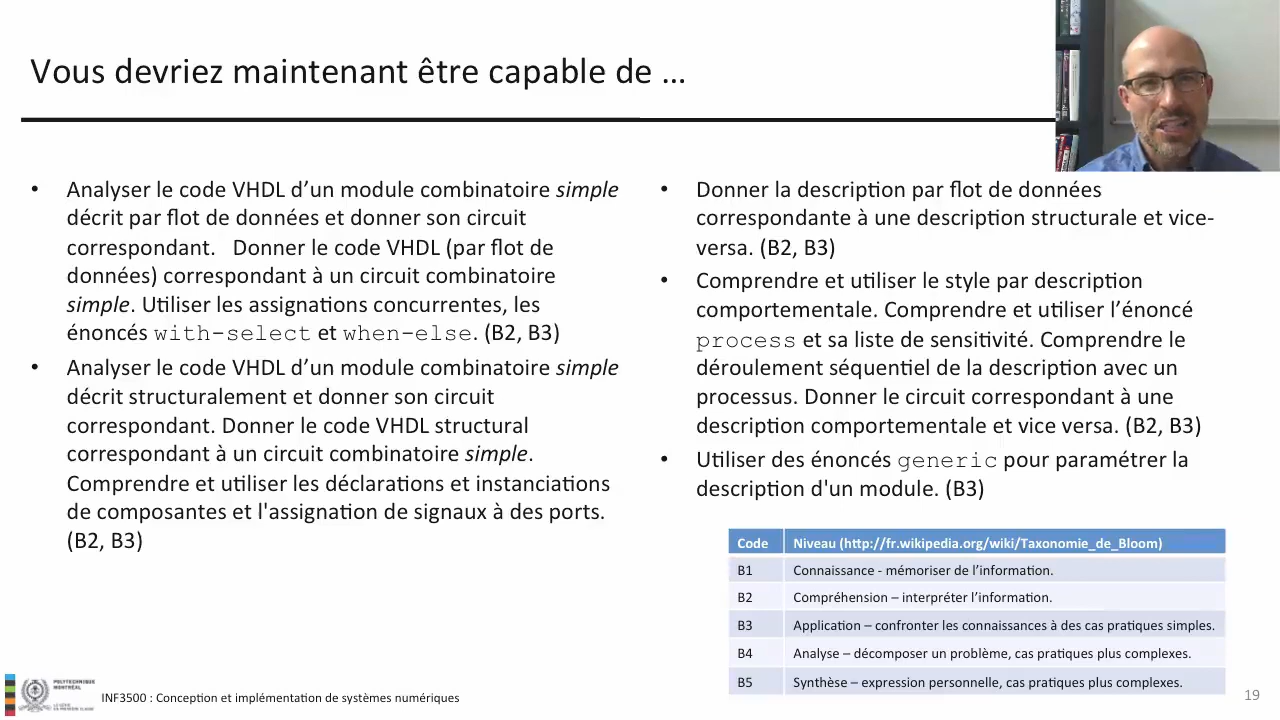 Vous devriez maintenant être capable de …
• Analyser le code VHDL d’un module combinatoire simple
décrit par flot de données et donner son circuit
correspondant. Donner le code VHDL (par flot de
données) correspondant à un circuit combinatoire
simple. Utiliser les assignations concurrentes, les
énoncés with-select et when-else. (B2, B3)
• Analyser le code VHDL d’un module combinatoire simple
décrit structuralement et donner son circuit
correspondant. Donner le code VHDL structural
correspondant à un circuit combinatoire simple.
Comprendre et utiliser les déclarations et instanciations
de composantes et l'assignation de signaux à des ports.
(B2, B3)
• Donner la description par flot de données
correspondante à une description structurale et vice-
versa. (B2, B3)
• Comprendre et utiliser le style par description
comportementale. Comprendre et utiliser l’énoncé
process et sa liste de sensitivité. Comprendre le
déroulement séquentiel de la description avec un
processus. Donner le circuit correspondant à une
description comportementale et vice versa. (B2, B3)
• Utiliser des énoncés generic pour paramétrer la
description d'un module. (B3)
Code Niveau (http://fr.wikipedia.org/wiki/Taxonomie_de_Bloom)
B1 Connaissance - mémoriser de l’information.
B2 Compréhension – interpréter l’information.
B3 Application – confronter les connaissances à des cas pratiques simples.
B4 Analyse – décomposer un problème, cas pratiques plus complexes.
B5 Synthèse – expression personnelle, cas pratiques plus complexes.
POLYTECHNIQUE
MONTRÉAL
INF3500 : Conception et implémentation de systèmes numériques
19